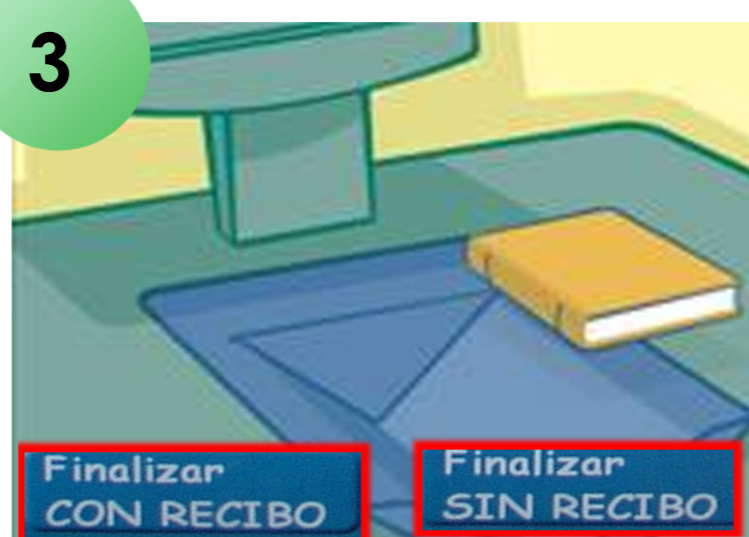 3
Finalizar
CON RECIBO
Finalizar
SIN RECIBO